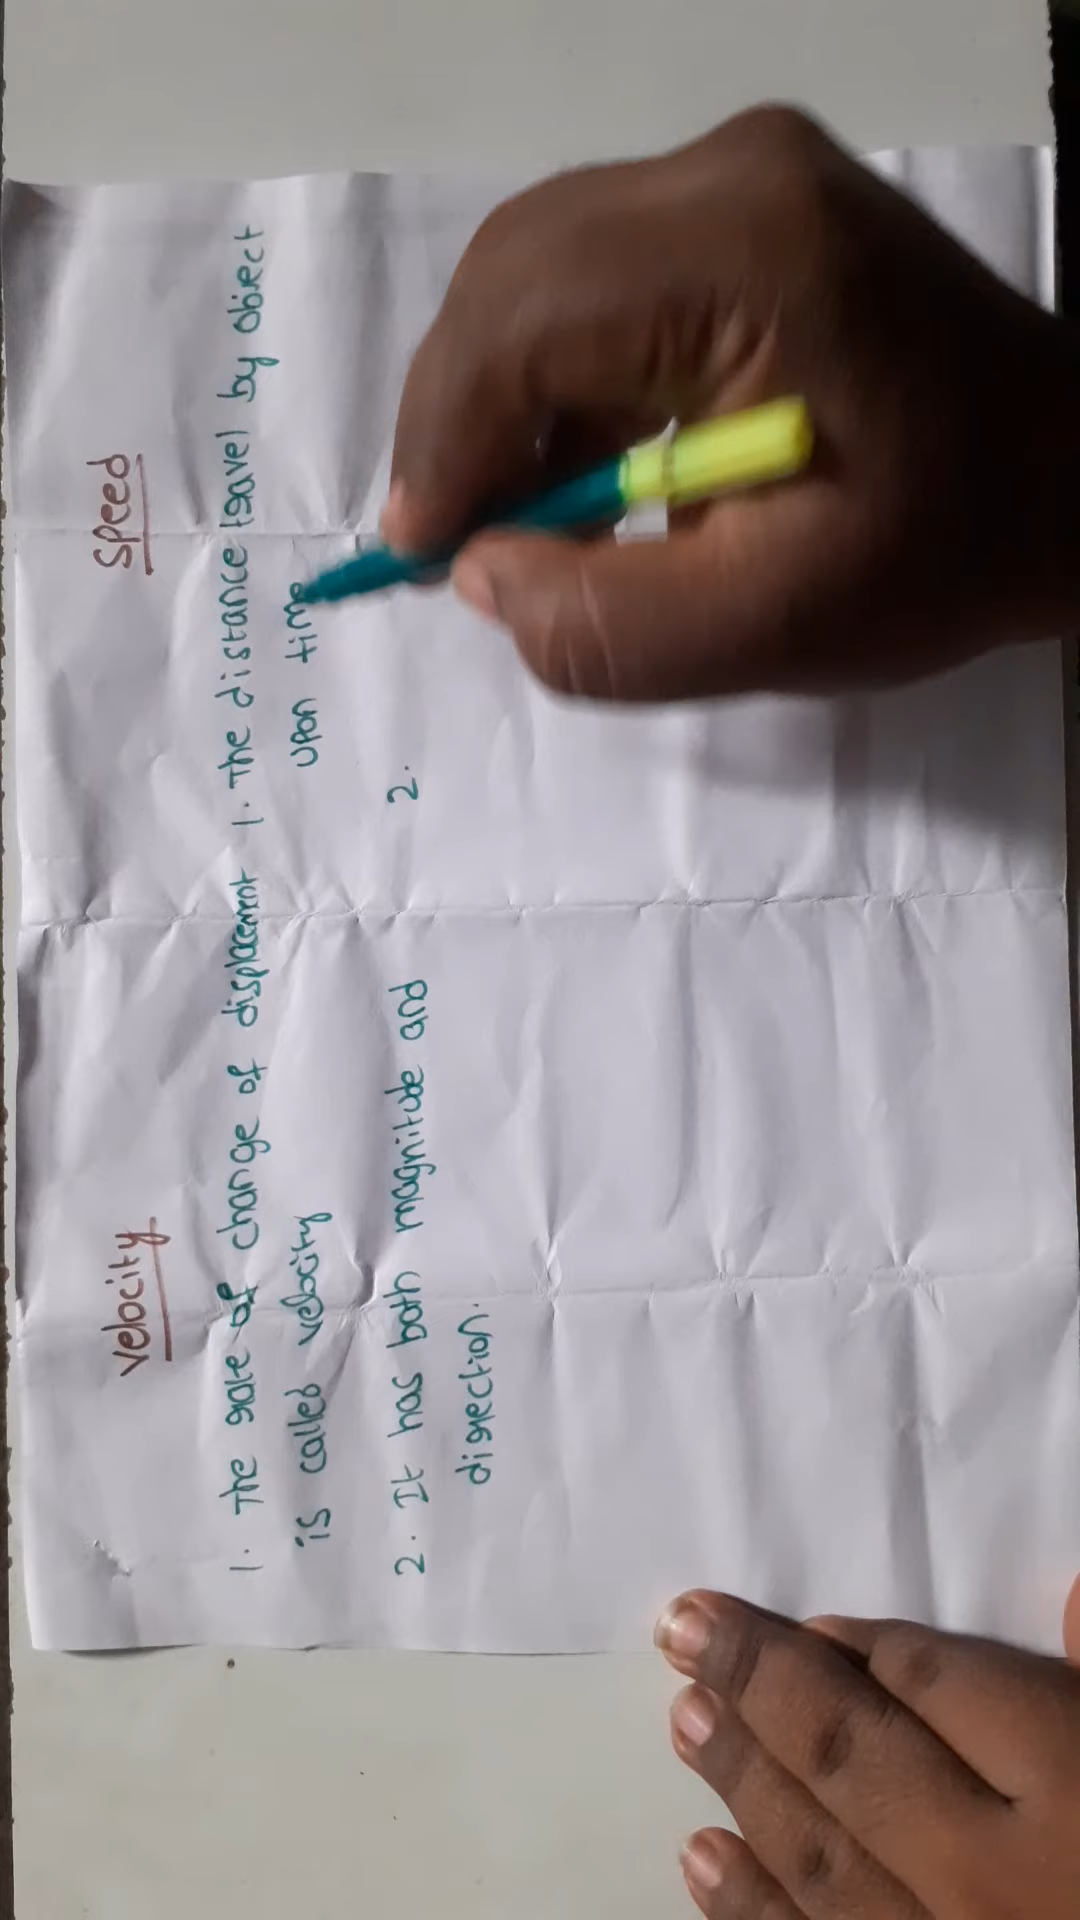 Velocity
1. The rate of change of displacement
is called velocity
2. It has both magnitude and
direction.
Speed
1. The distance travel by object
upon time
2.